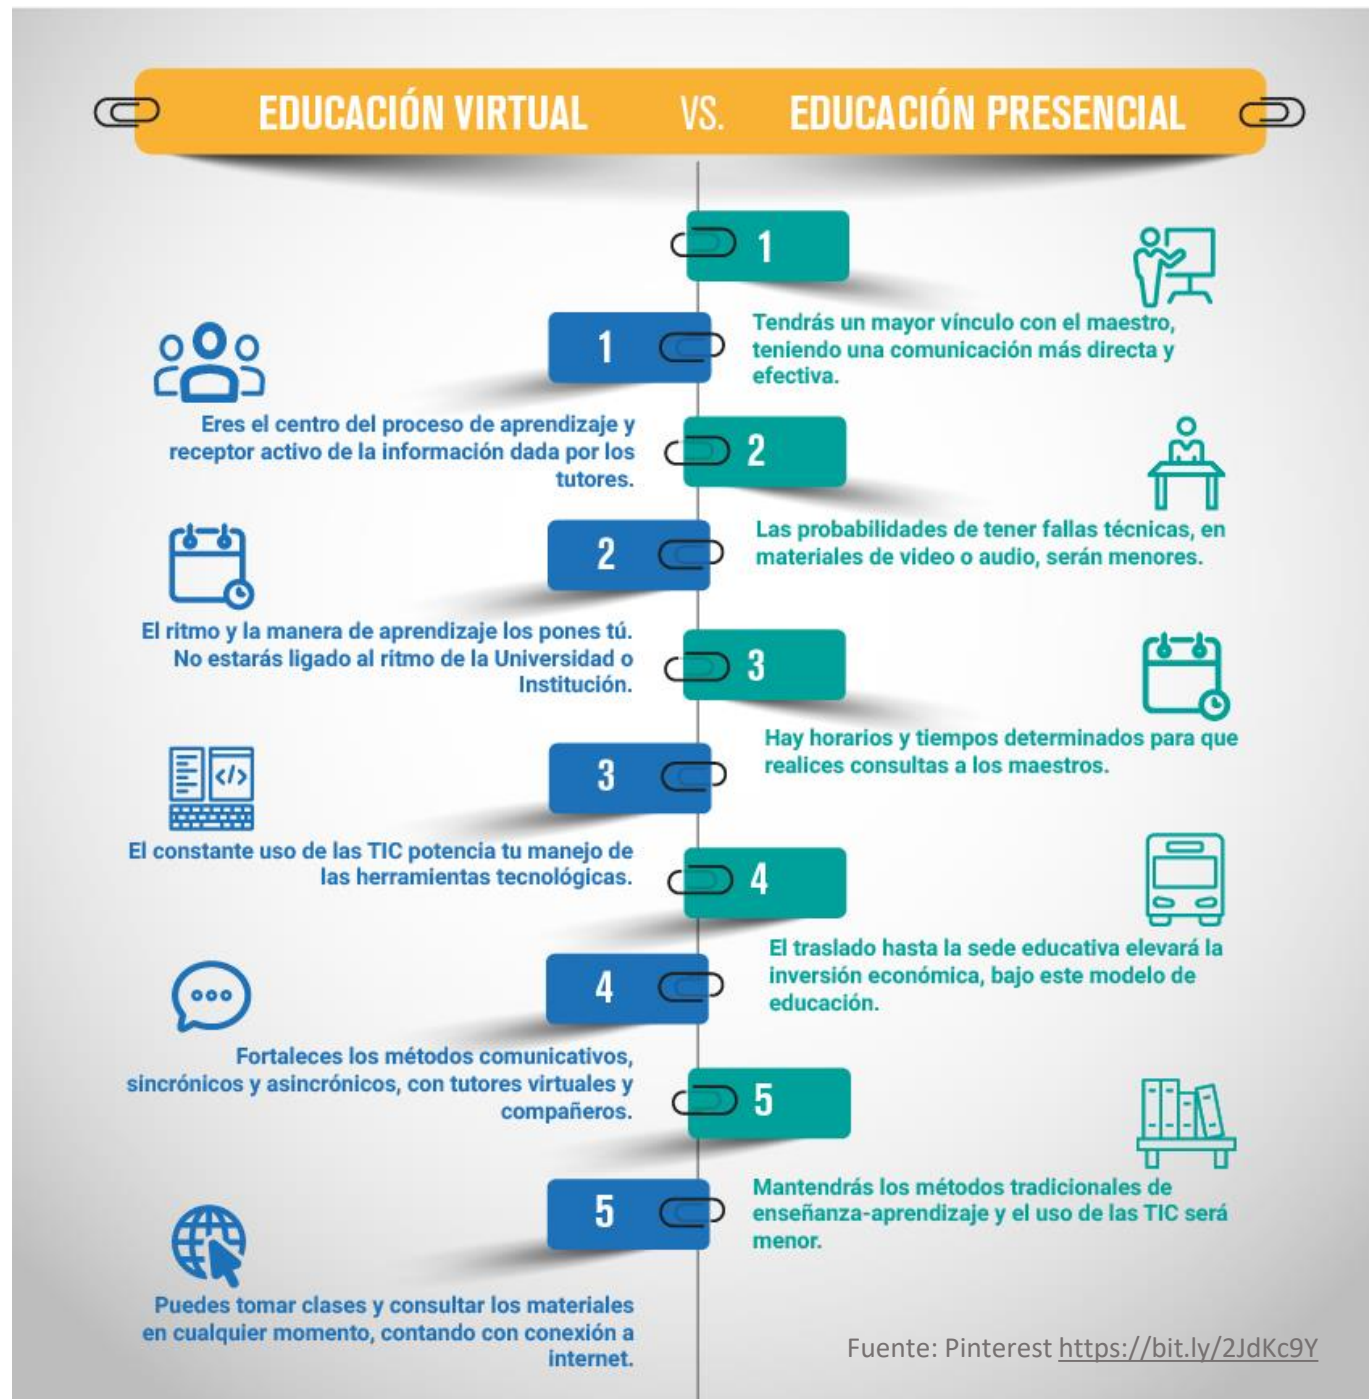 EDUCACIÓN VIRTUAL VS. EDUCACIÓN PRESENCIAL
1
Tendrás un mayor vínculo con el maestro,
teniendo una comunicación más directa y
efectiva.
1
Eres el centro del proceso de aprendizaje y
receptor activo de la información dada por los
tutores.
2
Las probabilidades de tener fallas técnicas, en
materiales de video o audio, serán menores.
2
El ritmo y la manera de aprendizaje los pones tú.
No estarás ligado al ritmo de la Universidad o
Institución.
3
Hay horarios y tiempos determinados para que
realices consultas a los maestros.
3
</>
El constante uso de las TIC potencia tu manejo de
las herramientas tecnológicas.
4
El traslado hasta la sede educativa elevará la
inversión económica, bajo este modelo de
educación.
4
Fortaleces los métodos comunicativos,
sincrónicos y asincrónicos, con tutores virtuales y
compañeros.
5
Mantendrás los métodos tradicionales de
enseñanza-aprendizaje y el uso de las TIC será
menor.
5
Puedes tomar clases y consultar los materiales
en cualquier momento, contando con conexión a
internet.
Fuente: Pinterest https://bit.ly/2JdKc9Y